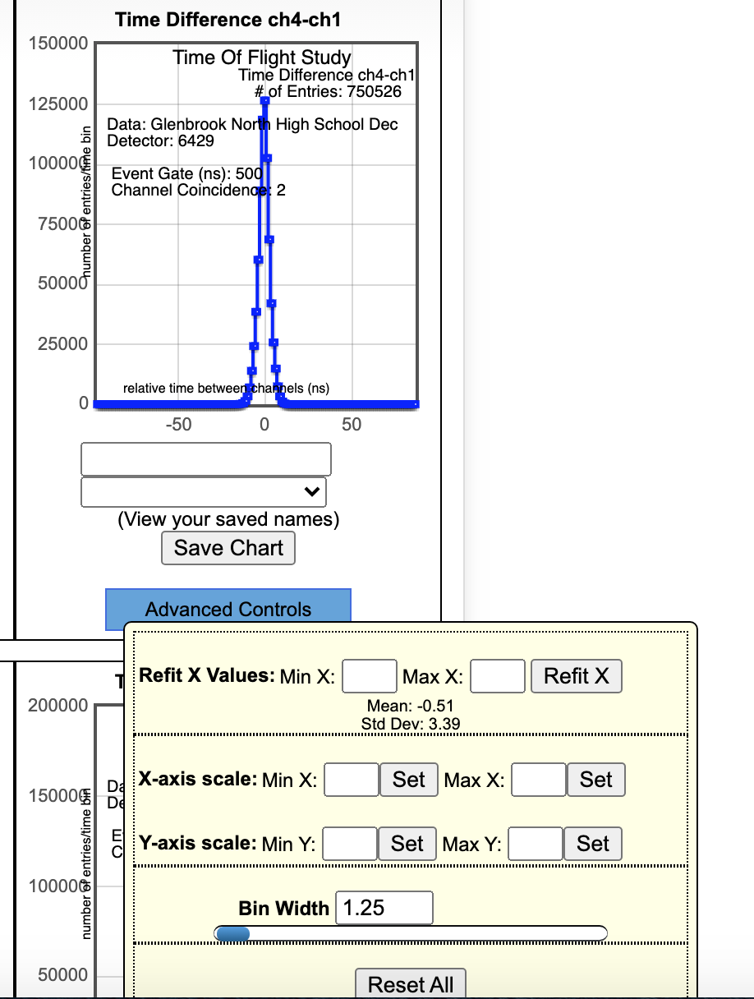 Time Difference ch4-ch1
150000
Time Of Flight Study
Time Difference ch4-ch1
# of Entries: 750526
125000
Data: Glenbrook North High School Dec
Detector: 6429
100000
Event Gate (ns): 500
Channel Coincidence: 2
number of entries/time bin
75000
50000
25000
relative time between channels (ns)
0
-50 0 50
(View your saved names)
Save Chart
Advanced Controls
Refit X Values: Min X: Max X: Refit X
Mean: -0.51
Std Dev: 3.39
X-axis scale: Min X: Set Max X: Set
Y-axis scale: Min Y: Set Max Y: Set
Bin Width 1.25
Reset All
T
200000
Da
De
150000
E
C
number of entries/time bin
100000
50000